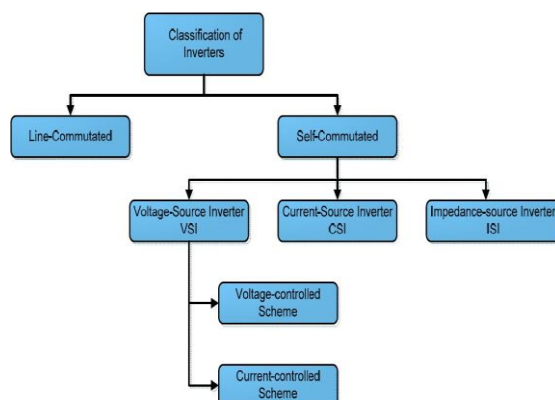 Classification of
Inverters
Line-Commutated
Self-Commutated
Voltage-Source Inverter
VSI
Current-Source Inverter
CSI
Impedance-source Inverter
ISI
Voltage-controlled
Scheme
Current-controlled
Scheme